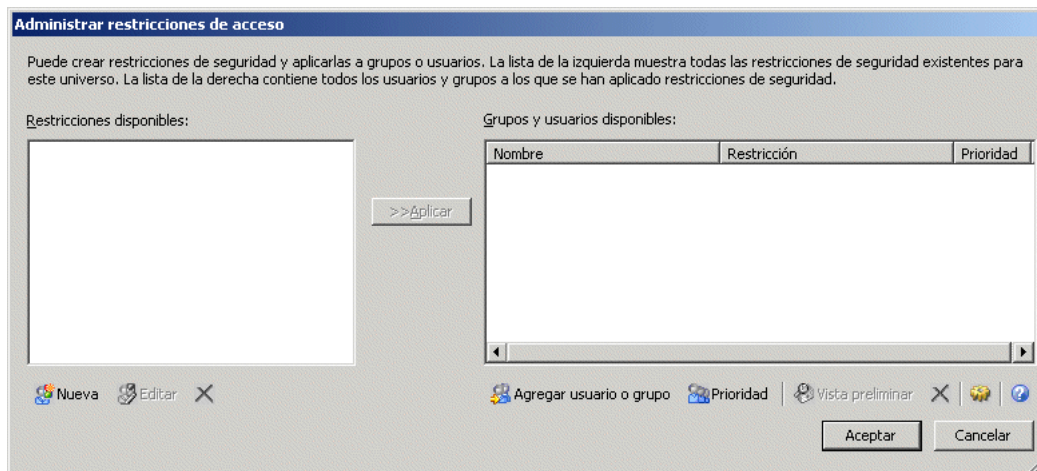 Administrar restricciones de acceso
Puede crear restricciones de seguridad y aplicarlas a grupos o usuarios. La lista de la izquierda muestra todas las restricciones de seguridad existentes para
este universo. La lista de la derecha contiene todos los usuarios y grupos a los que se han aplicado restricciones de seguridad.
Restricciones disponibles:
Grupos y usuarios disponibles:
Nombre Restricción Prioridad
>>Aplicar
Nueva Editar
Agregar usuario o grupo Prioridad Vista preliminar
Aceptar Cancelar